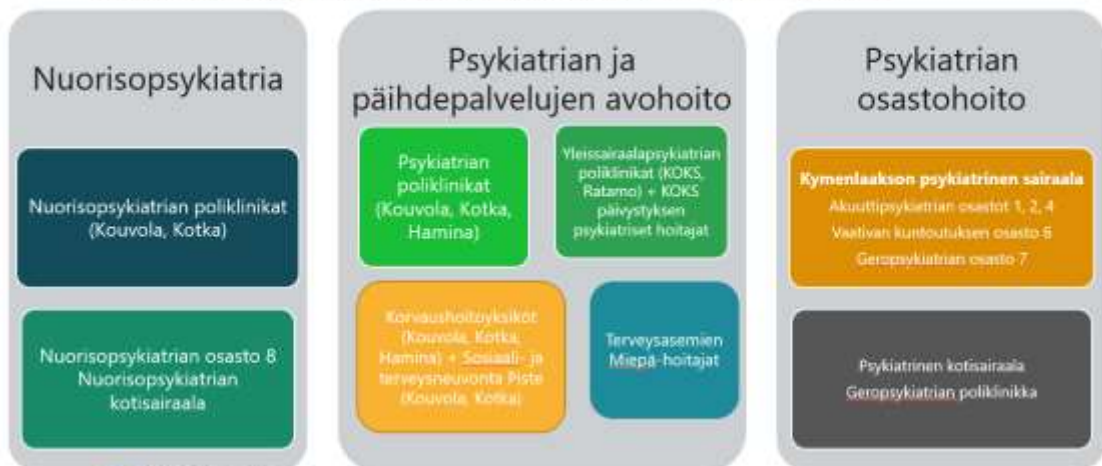 Nuorisopsykiatria
Nuorisopsykiatrian poliklinikat
(Kouvola, Kotka)
Nuorisopsykiatrian osasto 8
Nuorisopsykiatrian
kotisairaala
Psykiatrian ja
päihdepalvelujen avohoito
Psykiatrian
poliklinikat
(Kouvola, Kotka,
Hamina)
Yleissairaalapsykiatrian
poliklinikat (KOKS,
Ratamo) + KOKS
päivystyksen
psykiatriset hoitajat
Korvaushoitoyksiköt
(Kouvola, Kotka,
Hamina) + Sosiaali- ja
terveysneuvonta Piste
(Kouvola, Kotka)
Terveysasemien
Miepä-hoitajat
Psykiatrian
osastohoito
Kymenlaakson psykiatrinen sairaala
Akuuttipsykiatrian osastot 1, 2, 4
Vaativan kuntoutuksen osasto 6
Geropsykiatrian osasto 7
Psykiatrinen kotisairaala
Geropsykiatrian poliklinikka